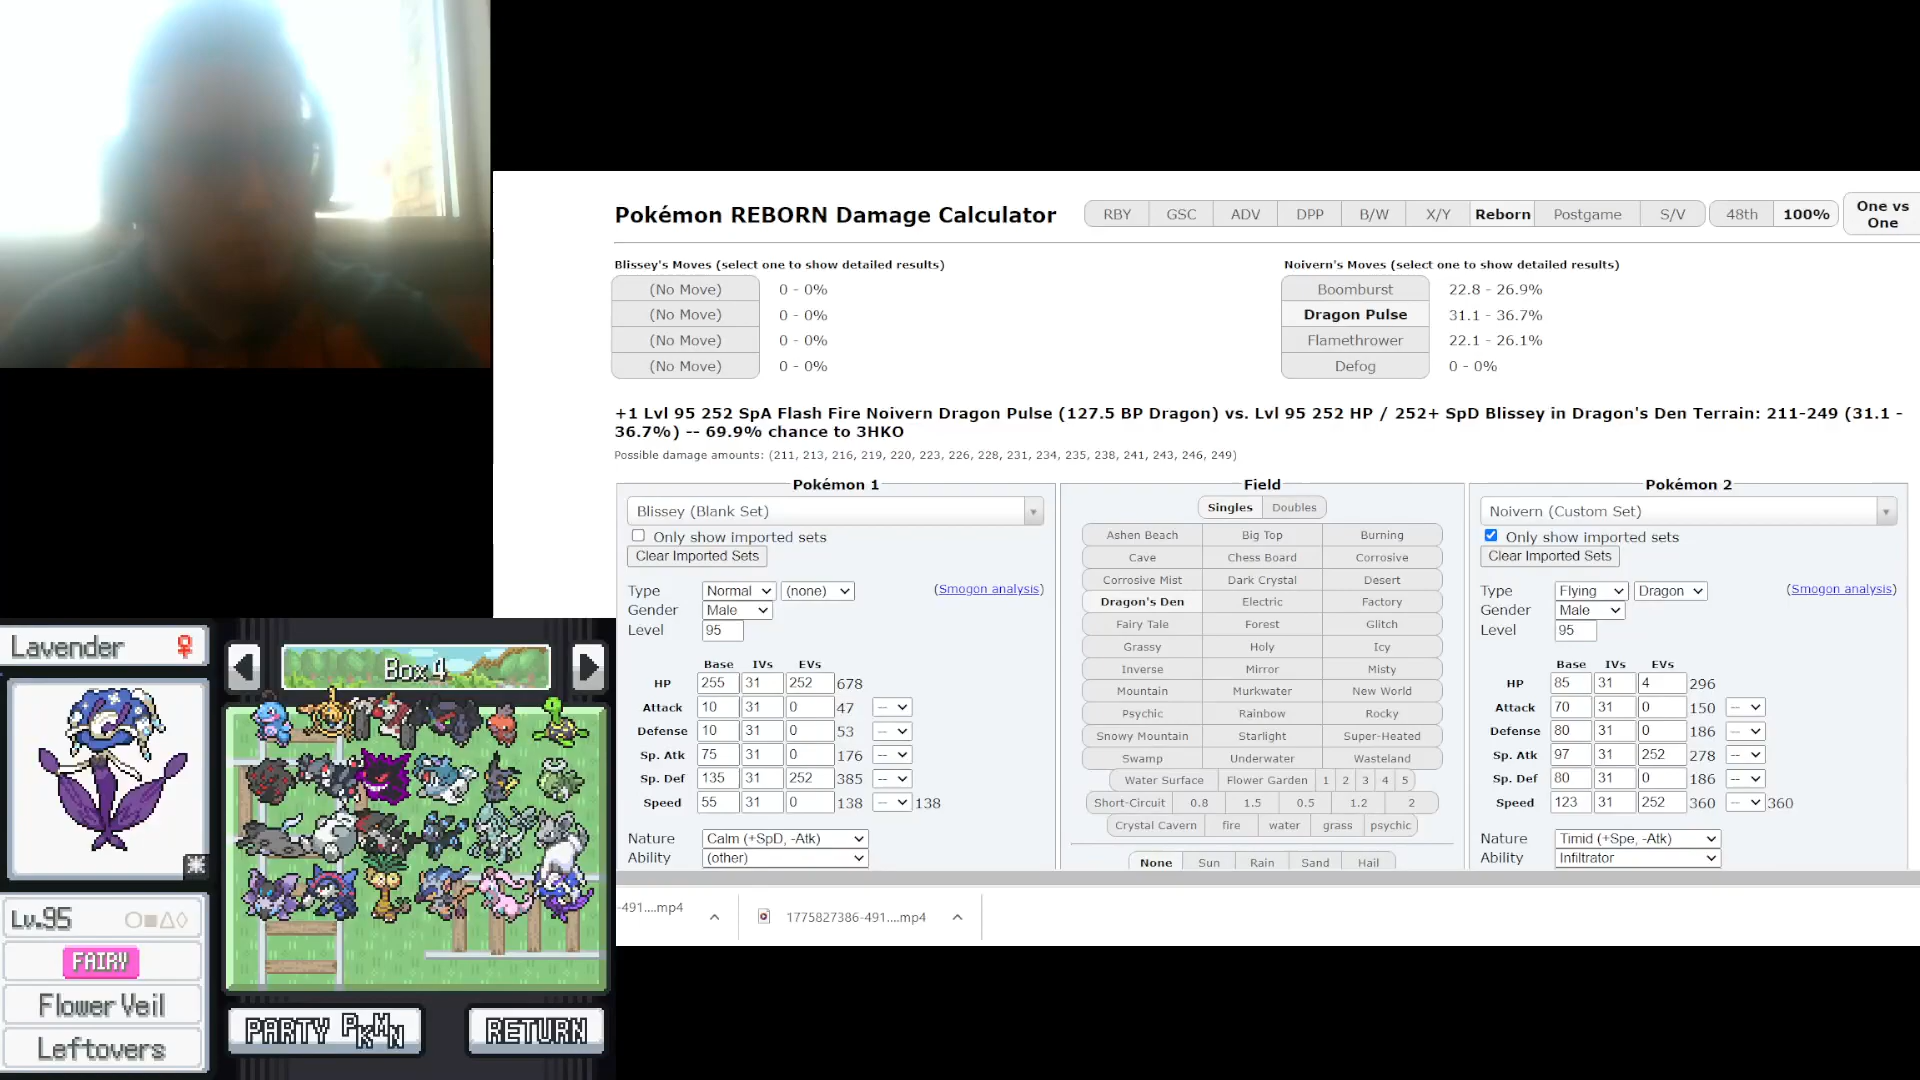 Pokémon REBORN Damage Calculator
RBY GSC ADV DPP B/W X/Y Reborn Postgame S/V 48th 100% One vs One
Blissey's Moves (select one to show detailed results)
(No Move) 0 - 0%
(No Move) 0 - 0%
(No Move) 0 - 0%
(No Move) 0 - 0%
Noivern's Moves (select one to show detailed results)
Boomburst 22.8 - 26.9%
Dragon Pulse 31.1 - 36.7%
Flamethrower 22.1 - 26.1%
Defog 0 - 0%
+1 Lvl 95 252 SpA Flash Fire Noivern Dragon Pulse (127.5 BP Dragon) vs. Lvl 95 252 HP / 252+ SpD Blissey in Dragon's Den Terrain: 211-249 (31.1 -
36.7%) -- 69.9% chance to 3HKO
Possible damage amounts: (211, 213, 216, 219, 220, 223, 226, 228, 231, 234, 235, 238, 241, 243, 246, 249)
Pokémon 1
Blissey (Blank Set)
Only show imported sets
Clear Imported Sets
Type Normal (none) (Smogon analysis)
Gender Male
Level 95
Base IVs EVs
HP 255 31 252 678
Attack 10 31 0 47 --
Defense 10 31 0 53 --
Sp. Atk 75 31 0 176 --
Sp. Def 135 31 252 385 --
Speed 55 31 0 138 -- 138
Nature Calm (+SpD, -Atk)
Ability (other)
Field
Singles Doubles
Ashen Beach Big Top Burning
Cave Chess Board Corrosive
Corrosive Mist Dark Crystal Desert
Dragon's Den Electric Factory
Fairy Tale Forest Glitch
Grassy Holy Icy
Inverse Mirror Misty
Mountain Murkwater New World
Psychic Rainbow Rocky
Snowy Mountain Starlight Super-Heated
Swamp Underwater Wasteland
Water Surface Flower Garden 1 2 3 4 5
Short-Circuit 0.8 1.5 0.5 1.2 2
Crystal Cavern fire water grass psychic
None Sun Rain Sand Hail
Pokémon 2
Noivern (Custom Set)
Only show imported sets
Clear Imported Sets
Type Flying Dragon (Smogon analysis)
Gender Male
Level 95
Base IVs EVs
HP 85 31 4 296
Attack 70 31 0 150 --
Defense 80 31 0 186 --
Sp. Atk 97 31 252 278 --
Sp. Def 80 31 0 186 --
Speed 123 31 252 360 -- 360
Nature Timid (+Spe, -Atk)
Ability Infiltrator
-491....mp4
1775827386-491....mp4
Lavender ♀
Box 4
Lv.95
FAIRY
Flower Veil
Leftovers
PARTY PKMN
RETURN